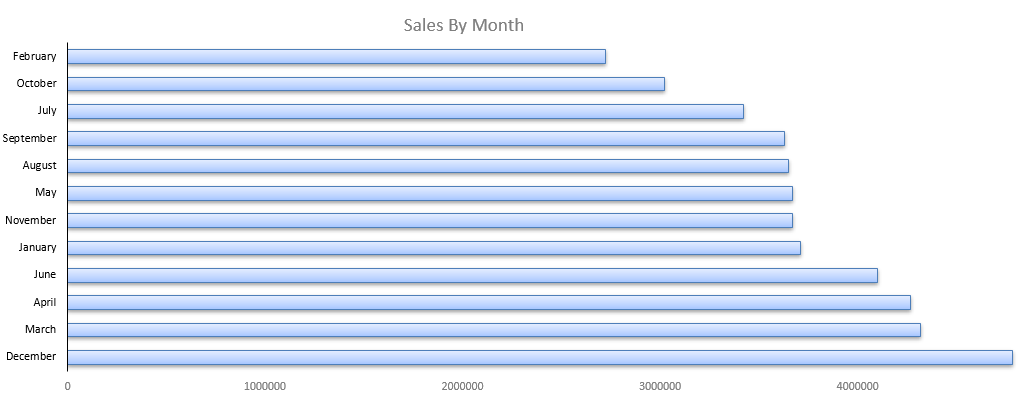 Sales By Month
February
October
July
September
August
May
November
January
June
April
March
December
0 1000000 2000000 3000000 4000000